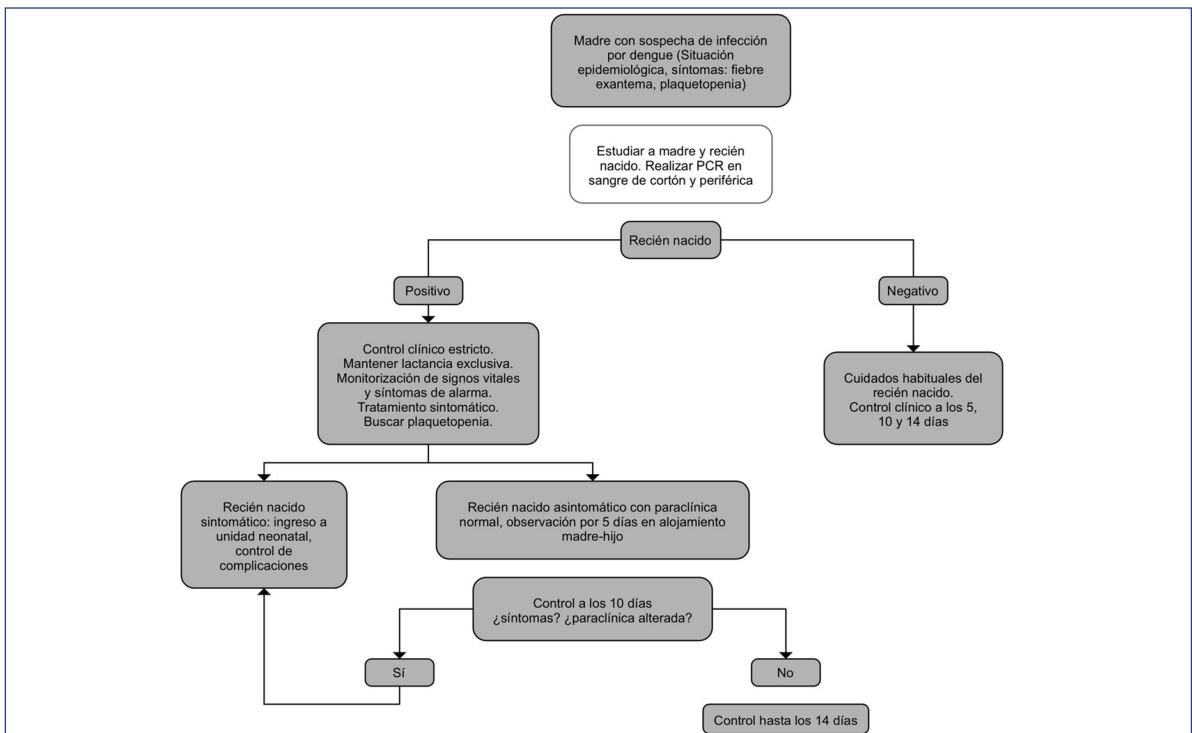 Madre con sospecha de infección
por dengue (Situación
epidemiológica, síntomas: fiebre
exantema, plaquetopenia)
Estudiar a madre y recién
nacido. Realizar PCR en
sangre de cortón y periférica
Recién nacido
Positivo
Negativo
Control clínico estricto.
Mantener lactancia exclusiva.
Monitorización de signos vitales
y síntomas de alarma.
Tratamiento sintomático.
Buscar plaquetopenia.
Cuidados habituales del
recién nacido.
Control clínico a los 5,
10 y 14 días
Recién nacido
sintomático: ingreso a
unidad neonatal,
control de
complicaciones
Recién nacido asintomático con paraclínica
normal, observación por 5 días en alojamiento
madre-hijo
Control a los 10 días
¿síntomas? ¿paraclínica alterada?
Sí
No
Control hasta los 14 días